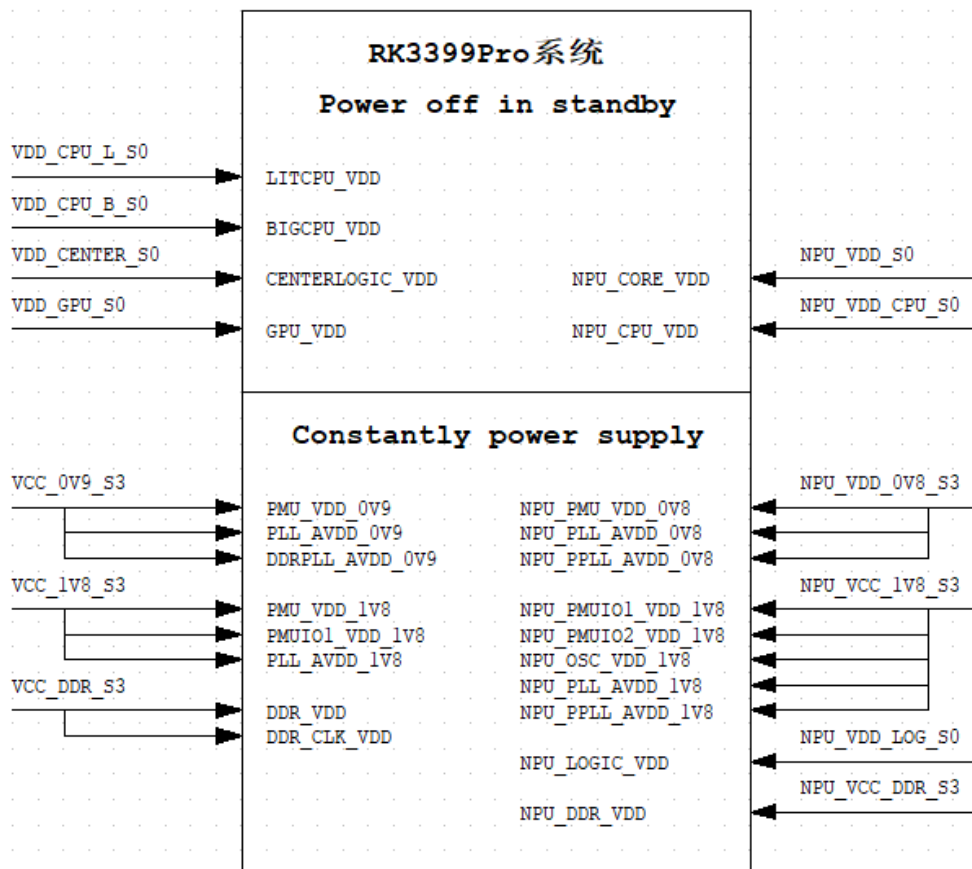 RK3399Pro系统
Power off in standby
VDD_CPU_L_S0
LITCPU_VDD
VDD_CPU_B_S0
BIGCPU_VDD
VDD_CENTER_S0
CENTERLOGIC_VDD
NPU_CORE_VDD
NPU_VDD_S0
VDD_GPU_S0
GPU_VDD
NPU_CPU_VDD
NPU_VDD_CPU_S0
Constantly power supply
VCC_0V9_S3
PMU_VDD_0V9
PLL_AVDD_0V9
DDRPLL_AVDD_0V9
NPU_VDD_0V8_S3
NPU_PMU_VDD_0V8
NPU_PLL_AVDD_0V8
NPU_PPLL_AVDD_0V8
VCC_1V8_S3
PMU_VDD_1V8
PMUIO1_VDD_1V8
PLL_AVDD_1V8
NPU_VCC_1V8_S3
NPU_PMUIO1_VDD_1V8
NPU_PMUIO2_VDD_1V8
NPU_OSC_VDD_1V8
NPU_PLL_AVDD_1V8
NPU_PPLL_AVDD_1V8
VCC_DDR_S3
DDR_VDD
DDR_CLK_VDD
NPU_VDD_LOG_S0
NPU_LOGIC_VDD
NPU_VCC_DDR_S3
NPU_DDR_VDD